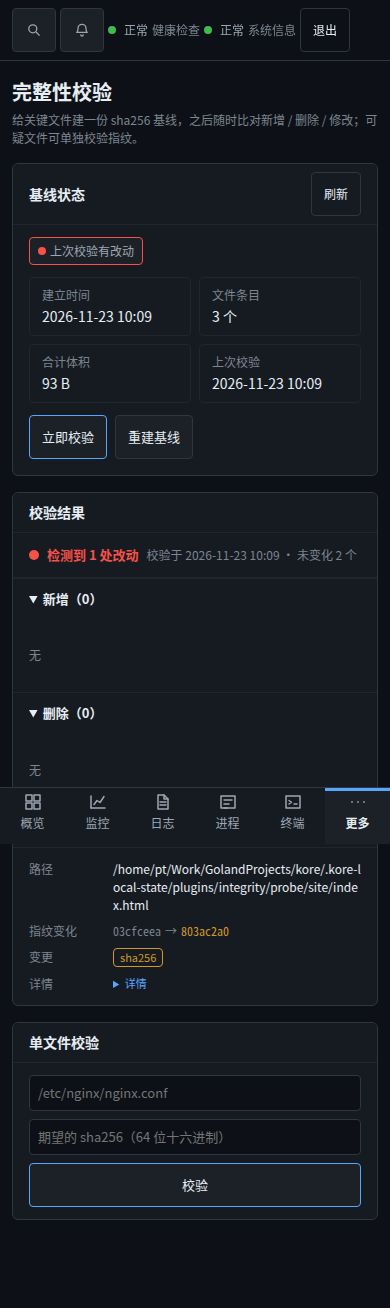 正常 健康检查 正常 系统信息 退出
完整性校验
给关键文件建一份 sha256 基线，之后随时比对新增 / 删除 / 修改；可
疑文件可单独校验指纹。
基线状态
刷新
上次校验有改动
建立时间
2026-11-23 10:09
文件条目
3 个
合计体积
93 B
上次校验
2026-11-23 10:09
立即校验
重建基线
校验结果
检测到 1 处改动 校验于 2026-11-23 10:09 · 未变化 2 个
▼ 新增（0）
无
▼ 删除（0）
无
概览
监控
日志
进程
终端
更多
路径
/home/pt/Work/GolandProjects/kore/.kore-l
ocal-state/plugins/integrity/probe/site/inde
x.html
指纹变化
03cfceea → 803ac2a0
变更
sha256
详情
▶ 详情
单文件校验
/etc/nginx/nginx.conf
期望的 sha256（64 位十六进制）
校验